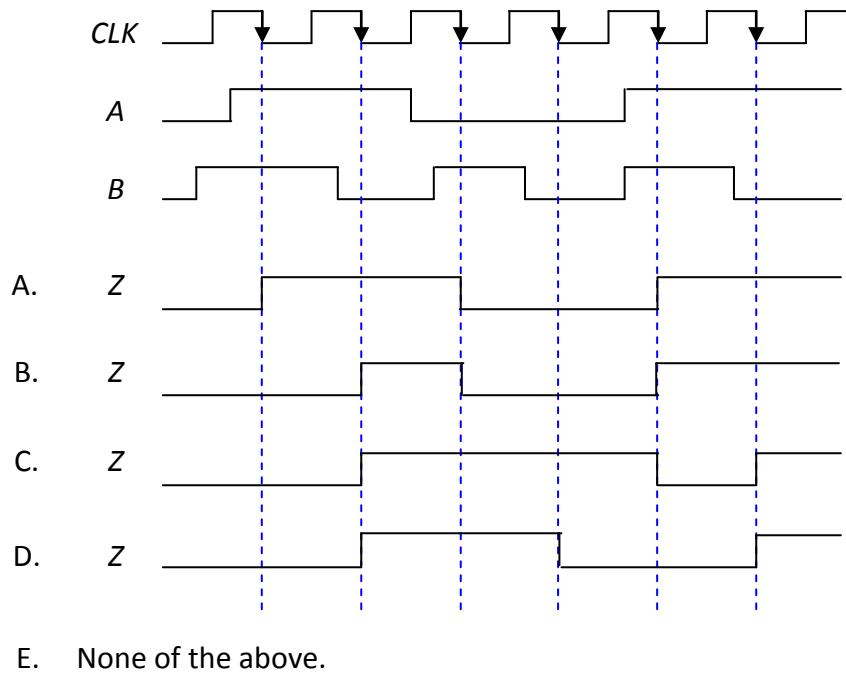 CLK
A
B
A. Z
B. Z
C. Z
D. Z
E. None of the above.